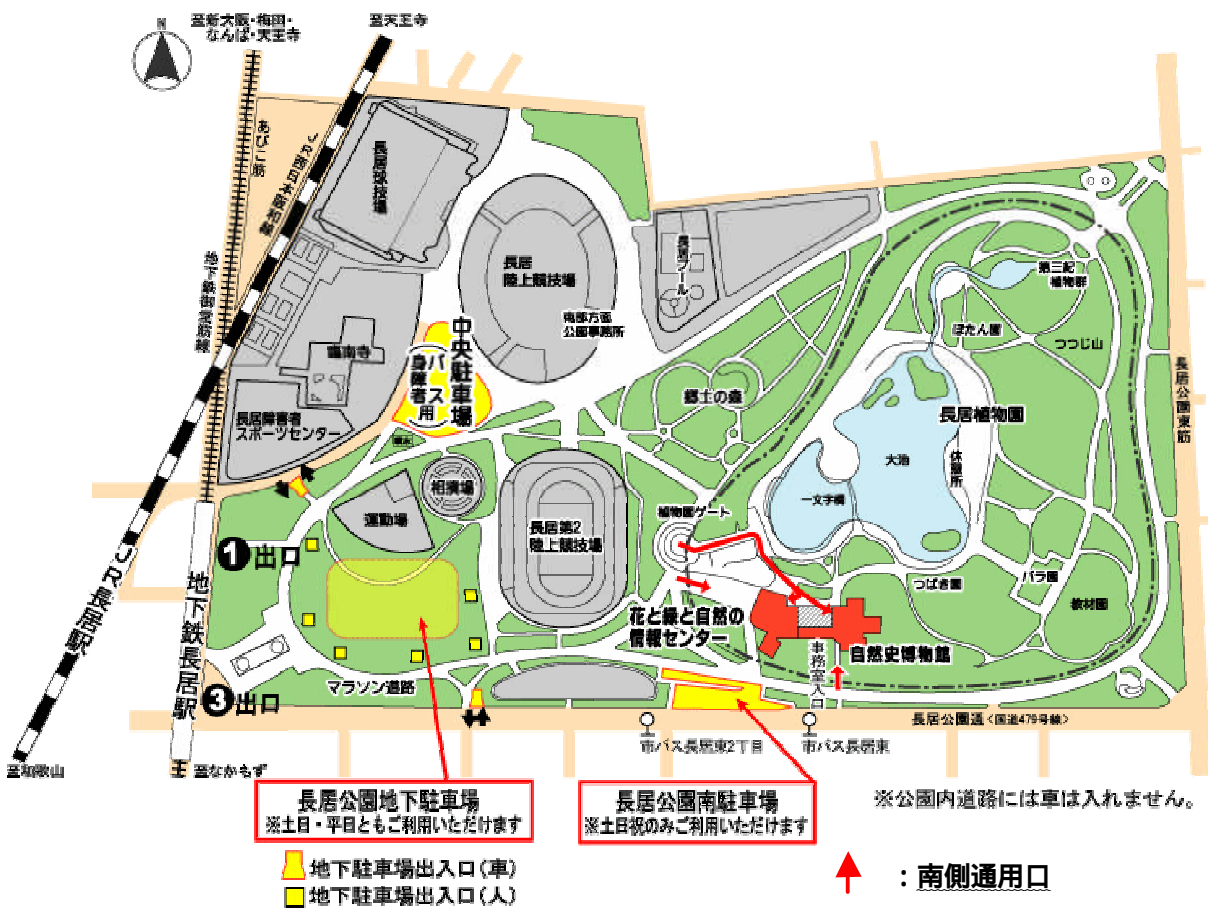 N
至新大阪・梅田・
なんば・天王寺
至天王寺
あびこ筋
JR西日本阪和線
地下鉄御堂筋線
長居球技場
長居
陸上競技場
南部方面
公園事務所
長居プール
第三紀
植物群
ぼたん園
つつじ山
長居公園東筋
臨南寺
長居障害者
スポーツセンター
中央駐車場
バス
身障者用
郷土の森
長居植物園
大池
休憩所
一文字橋
相撲場
運動場
長居第2
陸上競技場
植物園ゲート
1出口
地下鉄長居駅
JR長居駅
つばき園
バラ園
教材園
花と緑と自然の
情報センター
自然史博物館
事務室入口
マラソン道路
3出口
長居公園通〈国道479号線〉
市バス長居東2丁目
市バス長居東
至和歌山
至なかもず
長居公園地下駐車場
※土日・平日ともご利用いただけます
長居公園南駐車場
※土日祝のみご利用いただけます
※公園内道路には車は入れません。
地下駐車場出入口(車)
地下駐車場出入口(人)
：南側通用口